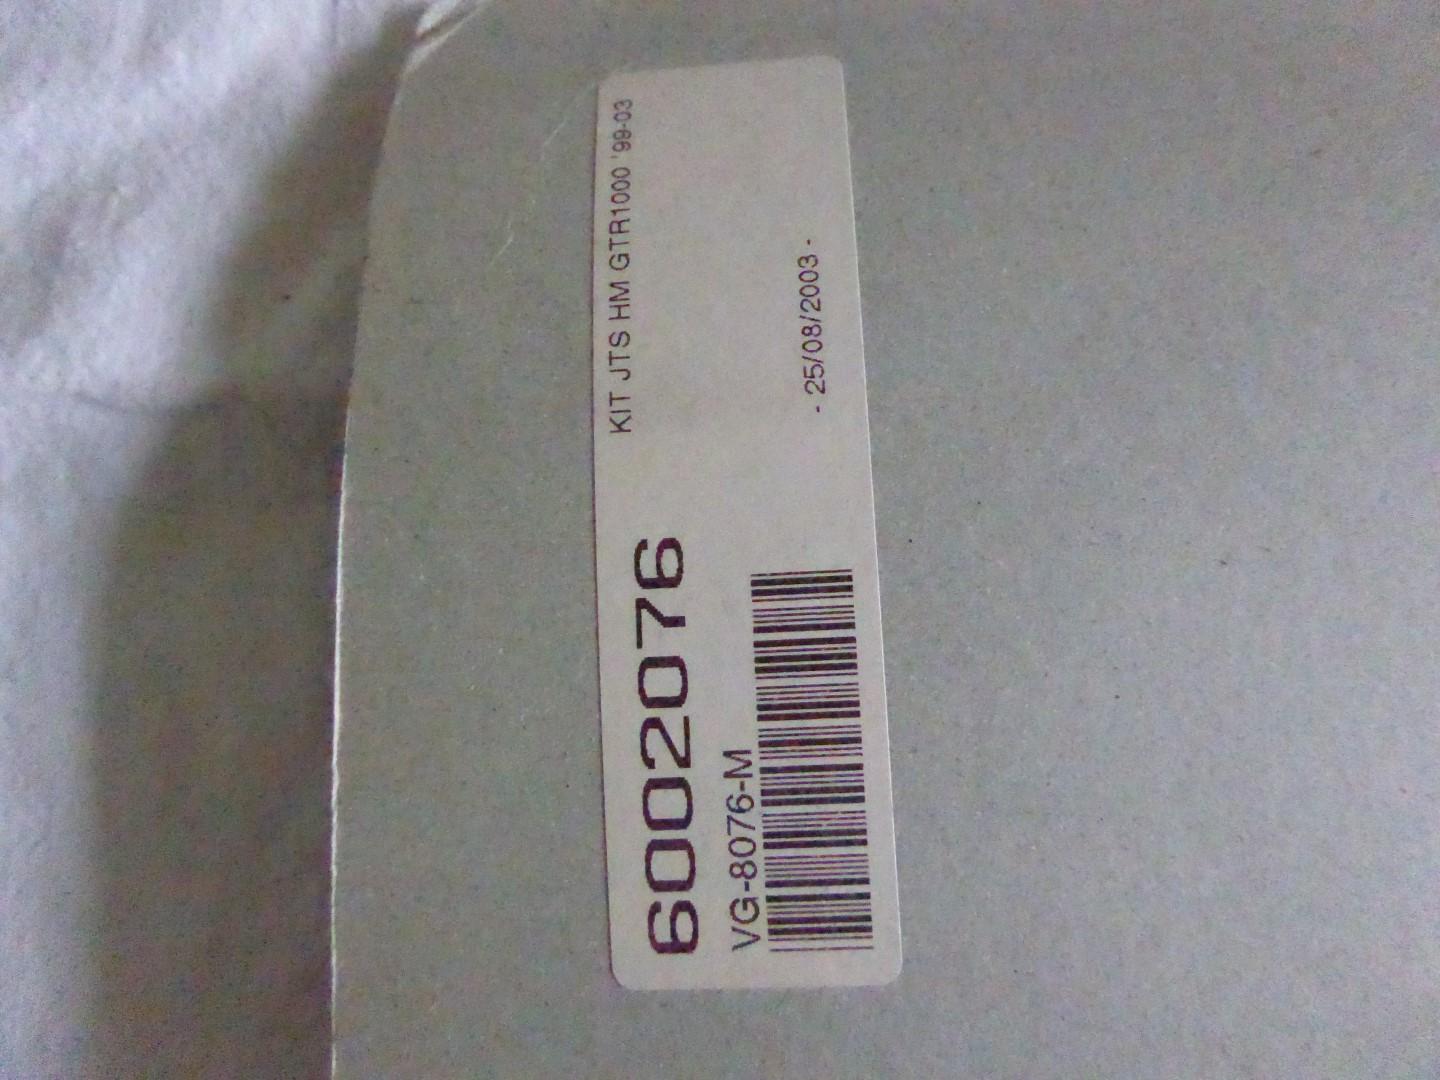 KIT JTS HM GTR1000 '99-03
6002076
VG-8076-M
- 25/08/2003 -